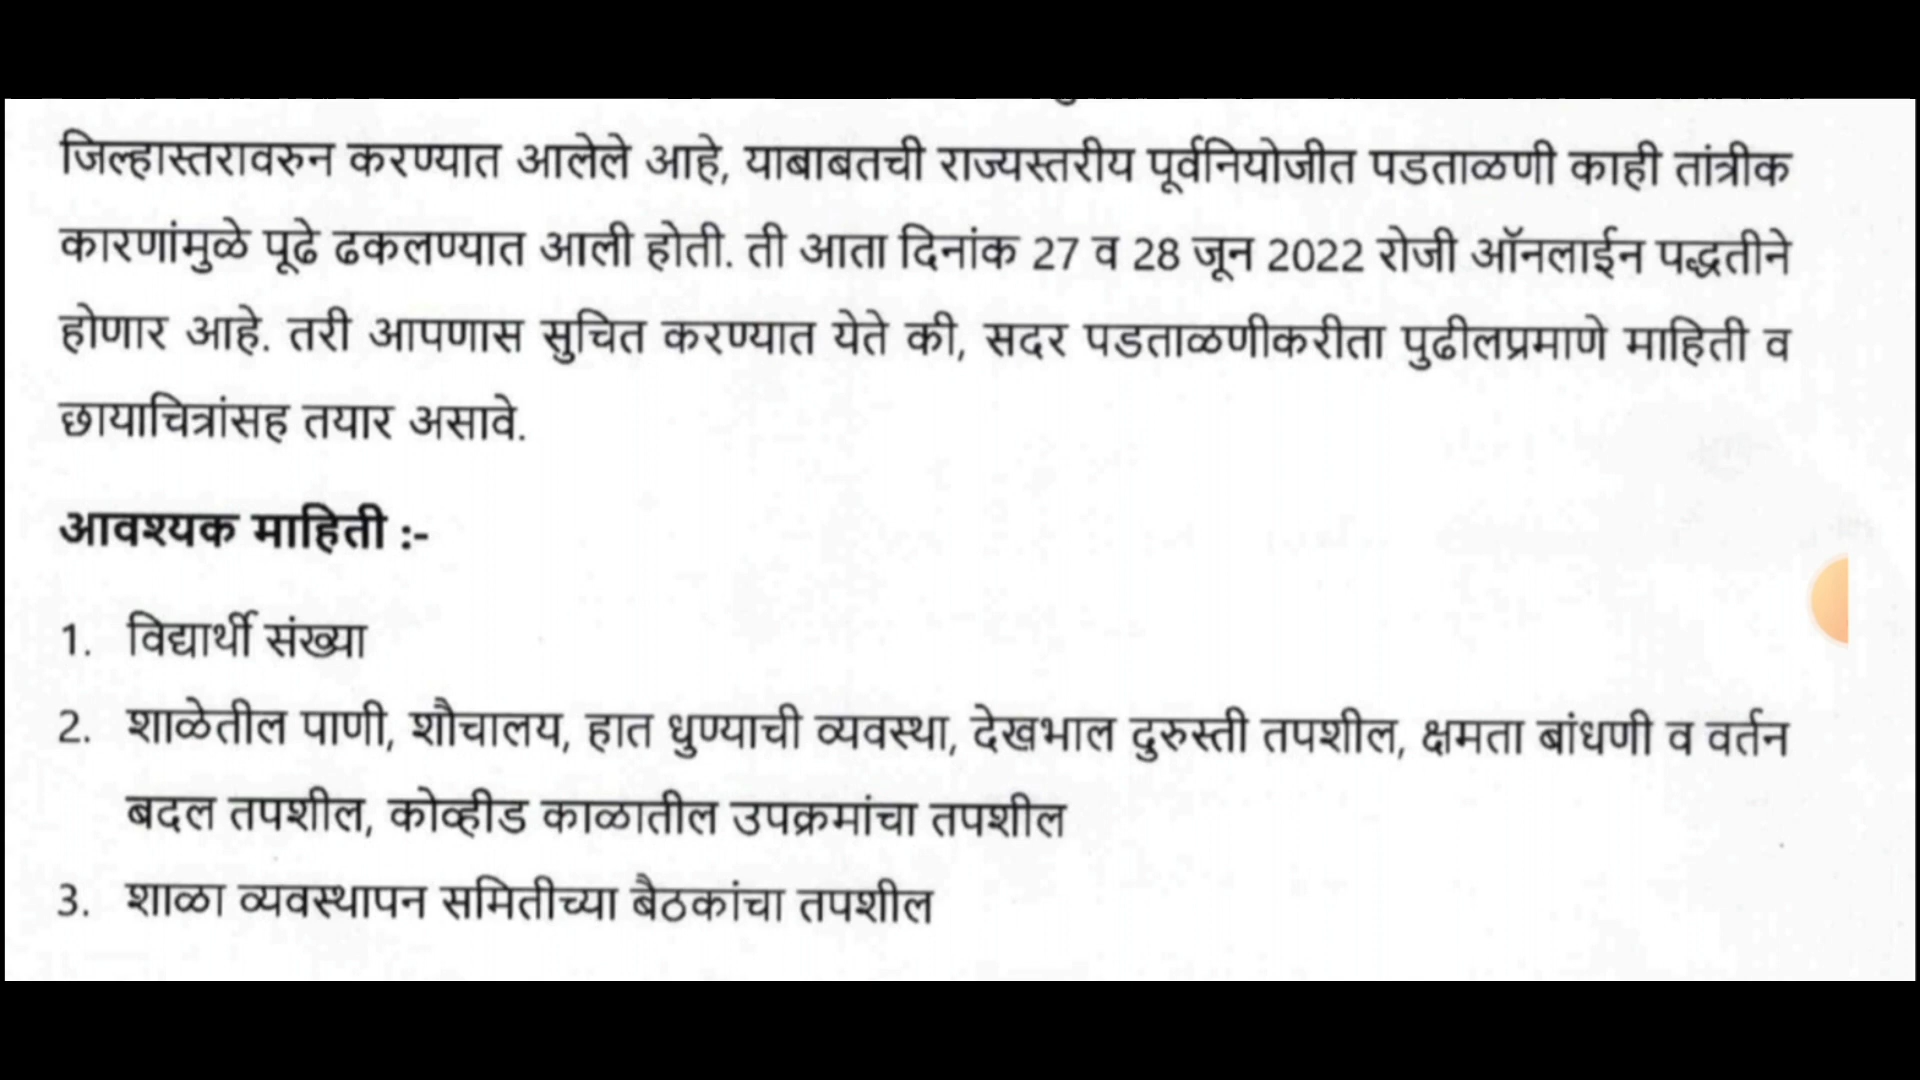 जिल्हास्तरावरुन करण्यात आलेले आहे, याबाबतची राज्यस्तरीय पूर्वनियोजीत पडताळणी काही तांत्रीक
कारणांमुळे पूढे ढकलण्यात आली होती. ती आता दिनांक 27 व 28 जून 2022 रोजी ऑनलाईन पद्धतीने
होणार आहे. तरी आपणास सुचित करण्यात येते की, सदर पडताळणीकरीता पुढीलप्रमाणे माहिती व
छायाचित्रांसह तयार असावे.
आवश्यक माहिती :-
1. विद्यार्थी संख्या
2. शाळेतील पाणी, शौचालय, हात धुण्याची व्यवस्था, देखभाल दुरुस्ती तपशील, क्षमता बांधणी व वर्तन
बदल तपशील, कोव्हीड काळातील उपक्रमांचा तपशील
3. शाळा व्यवस्थापन समितीच्या बैठकांचा तपशील